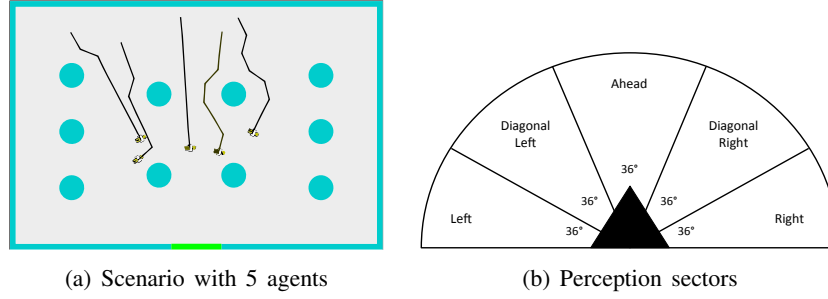 Ahead
Diagonal
Left
Diagonal
Right
36°
36°
36°
Left
36°
36°
Right
(a) Scenario with 5 agents
(b) Perception sectors